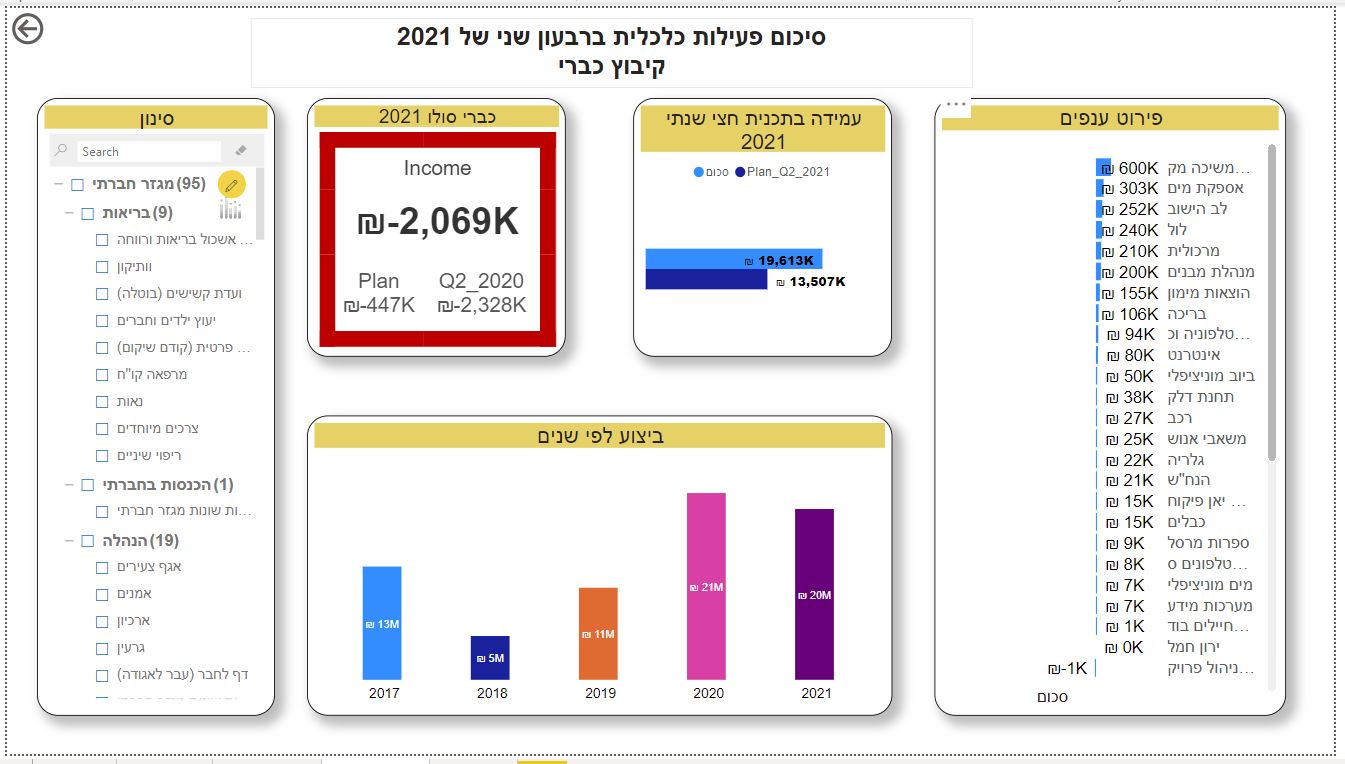 סיכום פעילות כלכלית ברבעון שני של 2021
קיבוץ כברי
פירוט ענפים
...משיכה מק ₪ 600K
אספקת מים ₪ 303K
לב הישוב ₪ 252K
לול ₪ 240K
מרכולית ₪ 210K
מנהלת מבנים ₪ 200K
הוצאות מימון ₪ 155K
בריכה ₪ 106K
...טלפוניה וכ ₪ 94K
אינטרנט ₪ 80K
ביוב מוניציפלי ₪ 50K
תחנת דלק ₪ 38K
רכב ₪ 27K
משאבי אנוש ₪ 25K
גלריה ₪ 22K
הנח"ש ₪ 21K
... יאן פיקוח ₪ 15K
כבלים ₪ 15K
ספרות מרסל ₪ 9K
...טלפונים ס ₪ 8K
מים מוניציפלי ₪ 7K
מערכות מידע ₪ 7K
...חיילים בוד ₪ 1K
ירון חמל ₪ 0K
...ניהול פרויק ₪-1K
סכום
עמידה בתכנית חצי שנתי
2021
סכום Plan_Q2_2021
₪ 19,613K
₪ 13,507K
כברי סולו 2021
Income
₪-2,069K
Plan Q2_2020
₪-447K ₪-2,328K
ביצוע לפי שנים
₪ 13M
₪ 5M
₪ 11M
₪ 21M
₪ 20M
2017 2018 2019 2020 2021
סינון
Search
מגזר חברתי (95)
בריאות (9)
... אשכול בריאות ורווחה
וותיקון
ועדת קשישים (בוטלה)
יעוץ ילדים וחברים
... פרטית (קודם שיקום)
מרפאה קו"ח
נאות
צרכים מיוחדים
ריפוי שיניים
הכנסות בחברתי (1)
...ות שונות מגזר חברתי
הנהלה (19)
אגף צעירים
אמנים
ארכיון
גרעין
דף לחבר (עבר לאגודה)